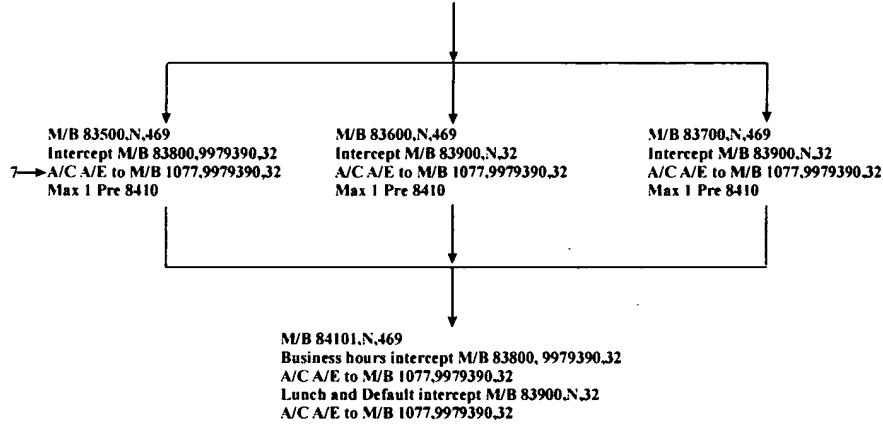 M/B 83500,N,469
Intercept M/B 83800,9979390,32
7 A/C A/E to M/B 1077,9979390,32
Max 1 Pre 8410
M/B 83600,N,469
Intercept M/B 83900,N,32
A/C A/E to M/B 1077,9979390,32
Max 1 Pre 8410
M/B 83700,N,469
Intercept M/B 83900,N,32
A/C A/E to M/B 1077,9979390,32
Max 1 Pre 8410
M/B 84101,N,469
Business hours intercept M/B 83800, 9979390,32
A/C A/E to M/B 1077,9979390,32
Lunch and Default intercept M/B 83900,N,32
A/C A/E to M/B 1077,9979390,32